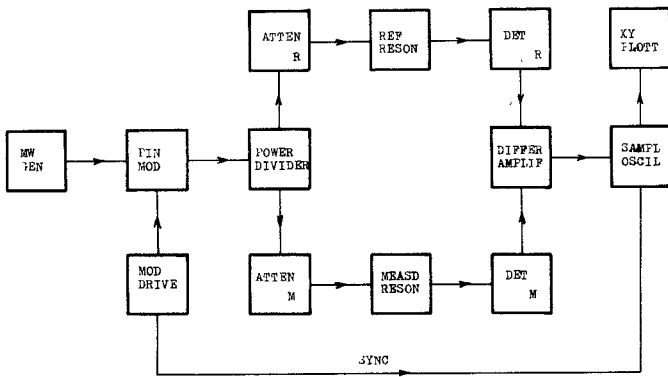 ATTEN
R
REF
RESON
DET
R
XY
PLOTT
MW
GEN
PIN
MOD
POWER
DIVIDER
DIFFER
AMPLIF
SAMPL
OSCIL
MOD
DRIVE
ATTEN
M
MEASD
RESON
DET
M
SYNC